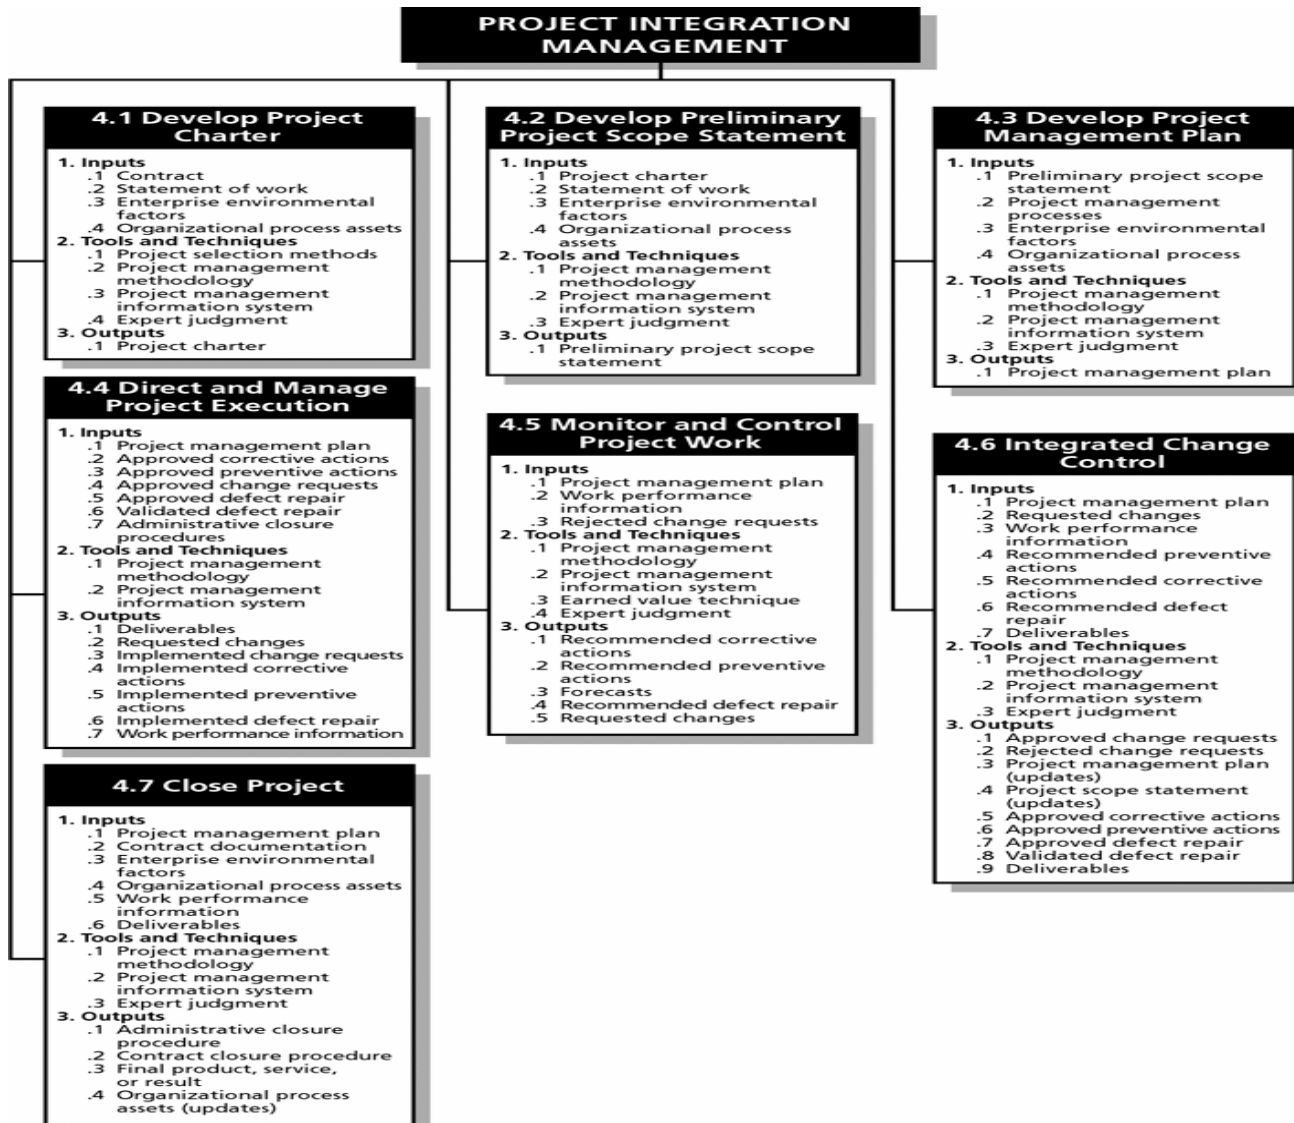 PROJECT INTEGRATION
MANAGEMENT
4.1 Develop Project
Charter
1. Inputs
.1 Contract
.2 Statement of work
.3 Enterprise environmental
factors
.4 Organizational process assets
2. Tools and Techniques
.1 Project selection methods
.2 Project management
methodology
.3 Project management
information system
.4 Expert judgment
3. Outputs
.1 Project charter
4.2 Develop Preliminary
Project Scope Statement
1. Inputs
.1 Project charter
.2 Statement of work
.3 Enterprise environmental
factors
.4 Organizational process
assets
2. Tools and Techniques
.1 Project management
methodology
.2 Project management
information system
.3 Expert judgment
3. Outputs
.1 Preliminary project scope
statement
4.3 Develop Project
Management Plan
1. Inputs
.1 Preliminary project scope
statement
.2 Project management
processes
.3 Enterprise environmental
factors
.4 Organizational process
assets
2. Tools and Techniques
.1 Project management
methodology
.2 Project management
information system
.3 Expert judgment
3. Outputs
.1 Project management plan
4.4 Direct and Manage
Project Execution
1. Inputs
.1 Project management plan
.2 Approved corrective actions
.3 Approved preventive actions
.4 Approved change requests
.5 Approved defect repair
.6 Validated defect repair
.7 Administrative closure
procedures
2. Tools and Techniques
.1 Project management
methodology
.2 Project management
information system
3. Outputs
.1 Deliverables
.2 Requested changes
.3 Implemented change requests
.4 Implemented corrective
actions
.5 Implemented preventive
actions
.6 Implemented defect repair
.7 Work performance information
4.5 Monitor and Control
Project Work
1. Inputs
.1 Project management plan
.2 Work performance
information
.3 Rejected change requests
2. Tools and Techniques
.1 Project management
methodology
.2 Project management
information system
.3 Earned value technique
.4 Expert judgment
3. Outputs
.1 Recommended corrective
actions
.2 Recommended preventive
actions
.3 Forecasts
.4 Recommended defect repair
.5 Requested changes
4.6 Integrated Change
Control
1. Inputs
.1 Project management plan
.2 Requested changes
.3 Work performance
information
.4 Recommended preventive
actions
.5 Recommended corrective
actions
.6 Recommended defect
repair
.7 Deliverables
2. Tools and Techniques
.1 Project management
methodology
.2 Project management
information system
.3 Expert judgment
3. Outputs
.1 Approved change requests
.2 Rejected change requests
.3 Project management plan
(updates)
.4 Project scope statement
(updates)
.5 Approved corrective actions
.6 Approved preventive actions
.7 Approved defect repair
.8 Validated defect repair
.9 Deliverables
4.7 Close Project
1. Inputs
.1 Project management plan
.2 Contract documentation
.3 Enterprise environmental
factors
.4 Organizational process assets
.5 Work performance
information
.6 Deliverables
2. Tools and Techniques
.1 Project management
methodology
.2 Project management
information system
.3 Expert judgment
3. Outputs
.1 Administrative closure
procedure
.2 Contract closure procedure
.3 Final product, service,
or result
.4 Organizational process
assets (updates)